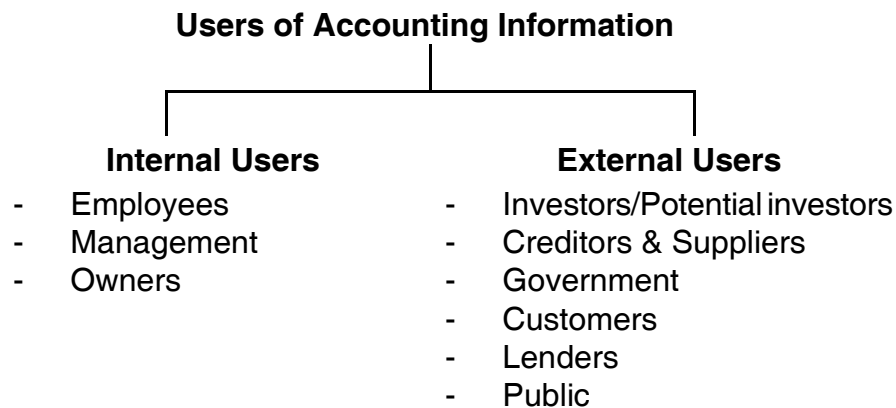 Users of Accounting Information
Internal Users
- Employees
- Management
- Owners
External Users
- Investors/Potential investors
- Creditors & Suppliers
- Government
- Customers
- Lenders
- Public